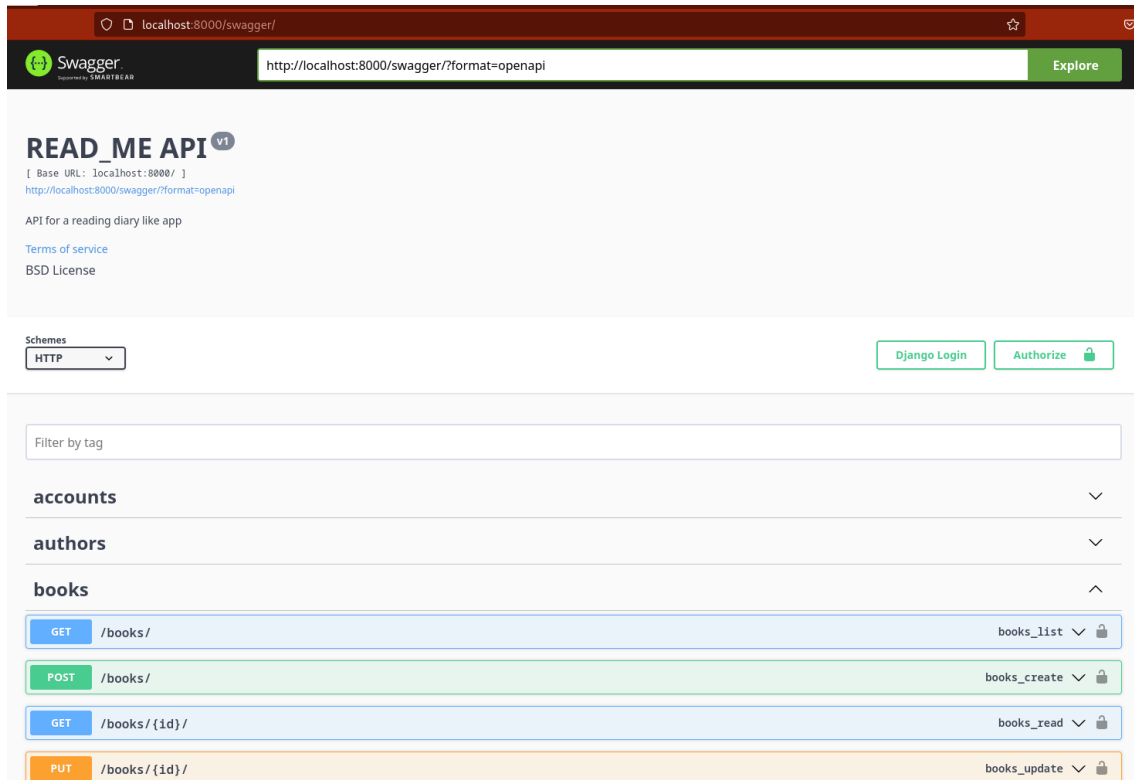 localhost:8000/swagger/
Swagger
Supported by SMARTBEAR
http://localhost:8000/swagger/?format=openapi
Explore
READ_ME API v1
[ Base URL: localhost:8000/ ]
http://localhost:8000/swagger/?format=openapi
API for a reading diary like app
Terms of service
BSD License
Schemes
HTTP
Django Login
Authorize
Filter by tag
accounts
authors
books
GET /books/ books_list
POST /books/ books_create
GET /books/{id}/ books_read
PUT /books/{id}/ books_update